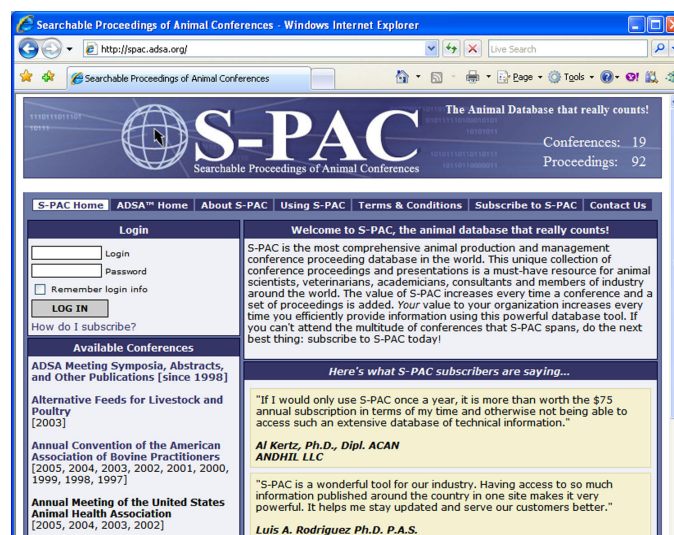 Searchable Proceedings of Animal Conferences - Windows Internet Explorer
http://spac.adsa.org/
Live Search
Searchable Proceedings of Animal Conferences
Page
Tools
The Animal Database that really counts!
S-PAC
Searchable Proceedings of Animal Conferences
Conferences: 19
Proceedings: 92
S-PAC Home ADSA™ Home About S-PAC Using S-PAC Terms & Conditions Subscribe to S-PAC Contact Us
Login
Login
Password
Remember login info
LOG IN
How do I subscribe?
Available Conferences
ADSA Meeting Symposia, Abstracts,
and Other Publications [since 1998]
Alternative Feeds for Livestock and
Poultry
[2003]
Annual Convention of the American
Association of Bovine Practitioners
[2005, 2004, 2003, 2002, 2001, 2000,
1999, 1998, 1997]
Annual Meeting of the United States
Animal Health Association
[2005, 2004, 2003, 2002]
Welcome to S-PAC, the animal database that really counts!
S-PAC is the most comprehensive animal production and management
conference proceeding database in the world. This unique collection of
conference proceedings and presentations is a must-have resource for animal
scientists, veterinarians, academicians, consultants and members of industry
around the world. The value of S-PAC increases every time a conference and a
set of proceedings is added. Your value to your organization increases every
time you efficiently provide information using this powerful database tool. If
you can't attend the multitude of conferences that S-PAC spans, do the next
best thing: subscribe to S-PAC today!
Here's what S-PAC subscribers are saying...
"If I would only use S-PAC once a year, it is more than worth the $75
annual subscription in terms of my time and otherwise not being able to
access such an extensive database of technical information."
Al Kertz, Ph.D., Dipl. ACAN
ANDHIL LLC
"S-PAC is a wonderful tool for our industry. Having access to so much
information published around the country in one site makes it very
powerful. It helps me stay updated and serve our customers better."
Luis A. Rodriguez Ph.D. P.A.S.